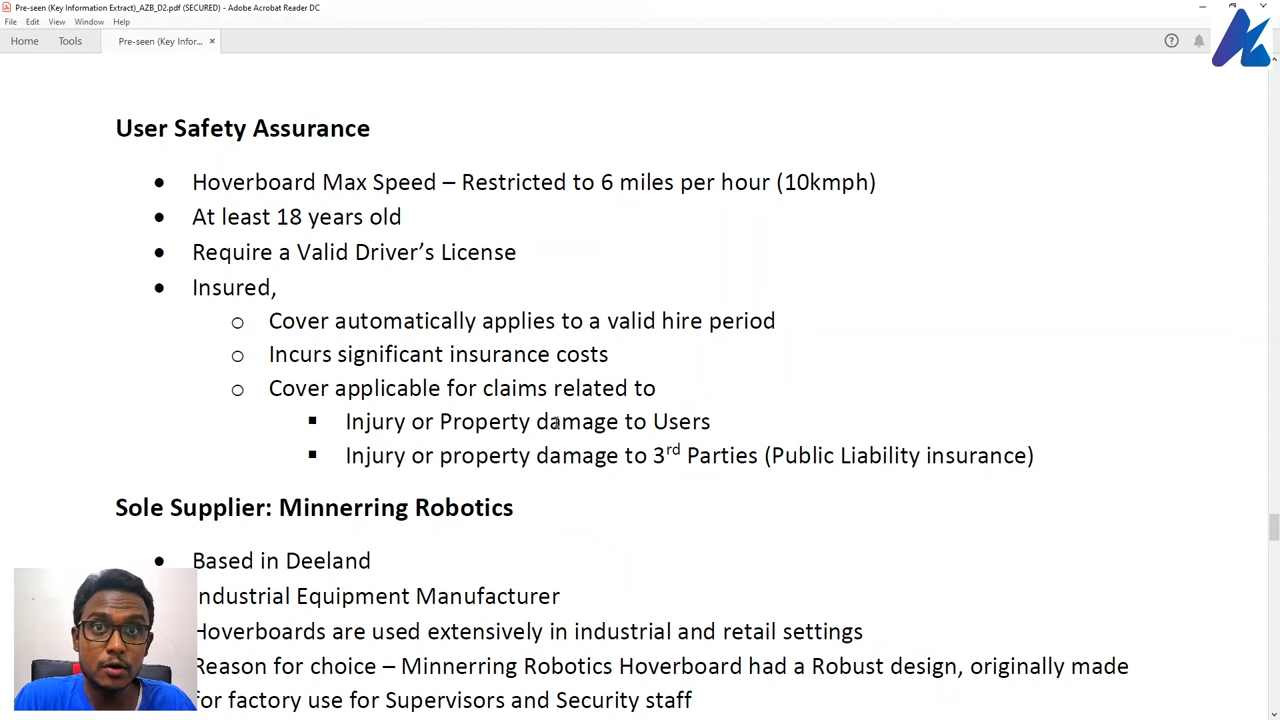 Pre-seen (Key Information Extract)_AZB_D2.pdf (SECURED) - Adobe Acrobat Reader DC
File Edit View Window Help
Home Tools Pre-seen (Key Infor... ×
User Safety Assurance
• Hoverboard Max Speed – Restricted to 6 miles per hour (10kmph)
• At least 18 years old
• Require a Valid Driver's License
• Insured,
o Cover automatically applies to a valid hire period
o Incurs significant insurance costs
o Cover applicable for claims related to
▪ Injury or Property damage to Users
▪ Injury or property damage to 3rd Parties (Public Liability insurance)
Sole Supplier: Minnerring Robotics
• Based in Deeland
Industrial Equipment Manufacturer
Hoverboards are used extensively in industrial and retail settings
Reason for choice – Minnerring Robotics Hoverboard had a Robust design, originally made
for factory use for Supervisors and Security staff